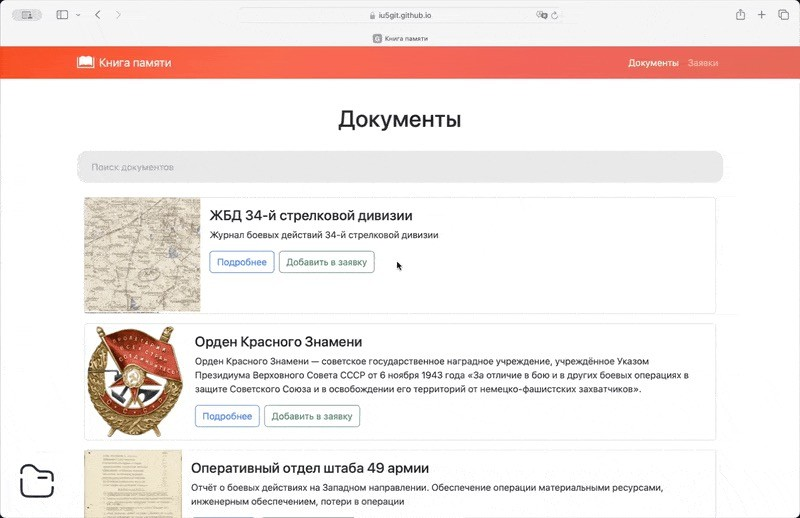 iu5git.github.io
Книга памяти
Книга памяти
Документы Заявки
Документы
Поиск документов
ЖБД 34-й стрелковой дивизии
Журнал боевых действий 34-й стрелковой дивизии
Подробнее Добавить в заявку
Орден Красного Знамени
Орден Красного Знамени — советское государственное наградное учреждение, учреждённое Указом
Президиума Верховного Совета СССР от 6 ноября 1943 года «За отличие в бою и в других боевых операциях в
защите Советского Союза и в освобождении его территорий от немецко-фашистских захватчиков».
Подробнее Добавить в заявку
Оперативный отдел штаба 49 армии
Отчёт о боевых действиях на Западном направлении. Обеспечение операции материальными ресурсами,
инженерным обеспечением, потери в операции